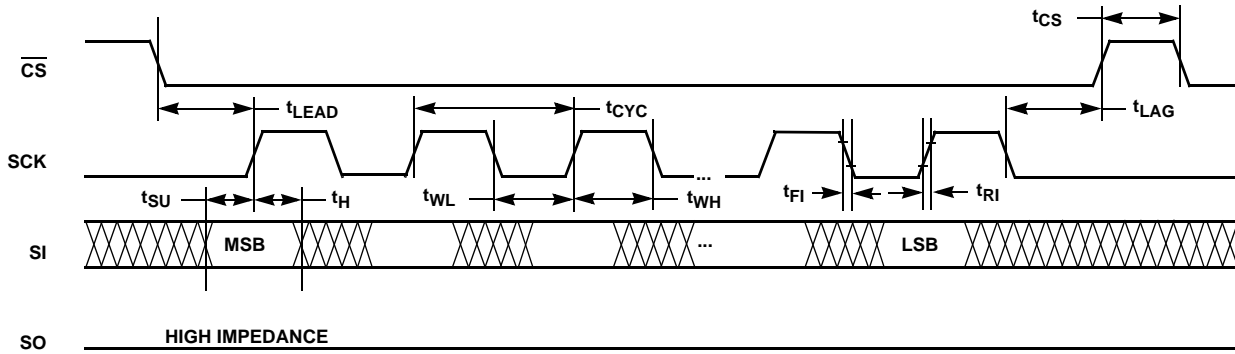 tCS
CS
tLEAD
tCYC
tLAG
SCK
...
tSU
tH
tWL
tWH
tFI
tRI
SI
MSB
...
LSB
SO
HIGH IMPEDANCE